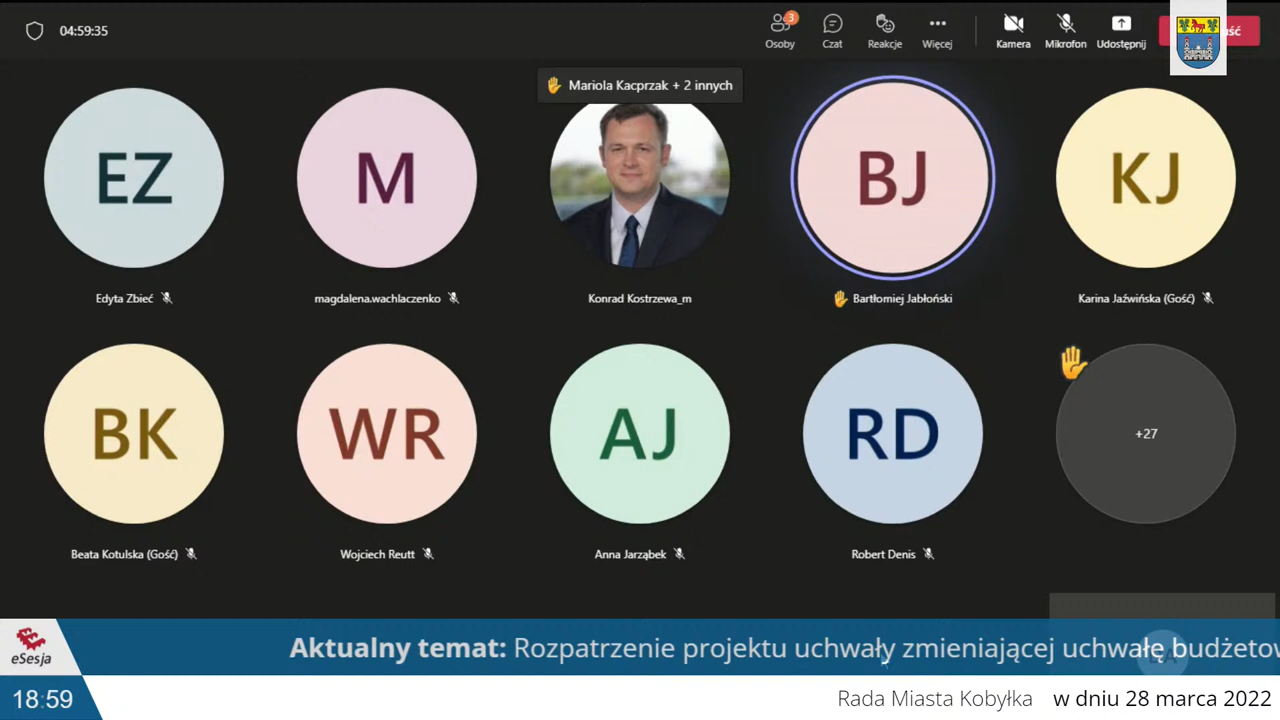 04:59:35
3
Osoby
Czat
Reakcje
Więcej
Kamera
Mikrofon
Udostępnij
ść
Mariola Kacprzak + 2 innych
EZ
M
BJ
KJ
Edyta Zbieć
magdalena.wachlaczenko
Konrad Kostrzewa_m
Bartłomiej Jabłoński
Karina Jaźwińska (Gość)
BK
WR
AJ
RD
+27
Beata Kotulska (Gość)
Wojciech Reutt
Anna Jarząbek
Robert Denis
Aktualny temat: Rozpatrzenie projektu uchwały zmieniającej uchwałę budżetow
eSesja
18:59
Rada Miasta Kobyłka w dniu 28 marca 2022